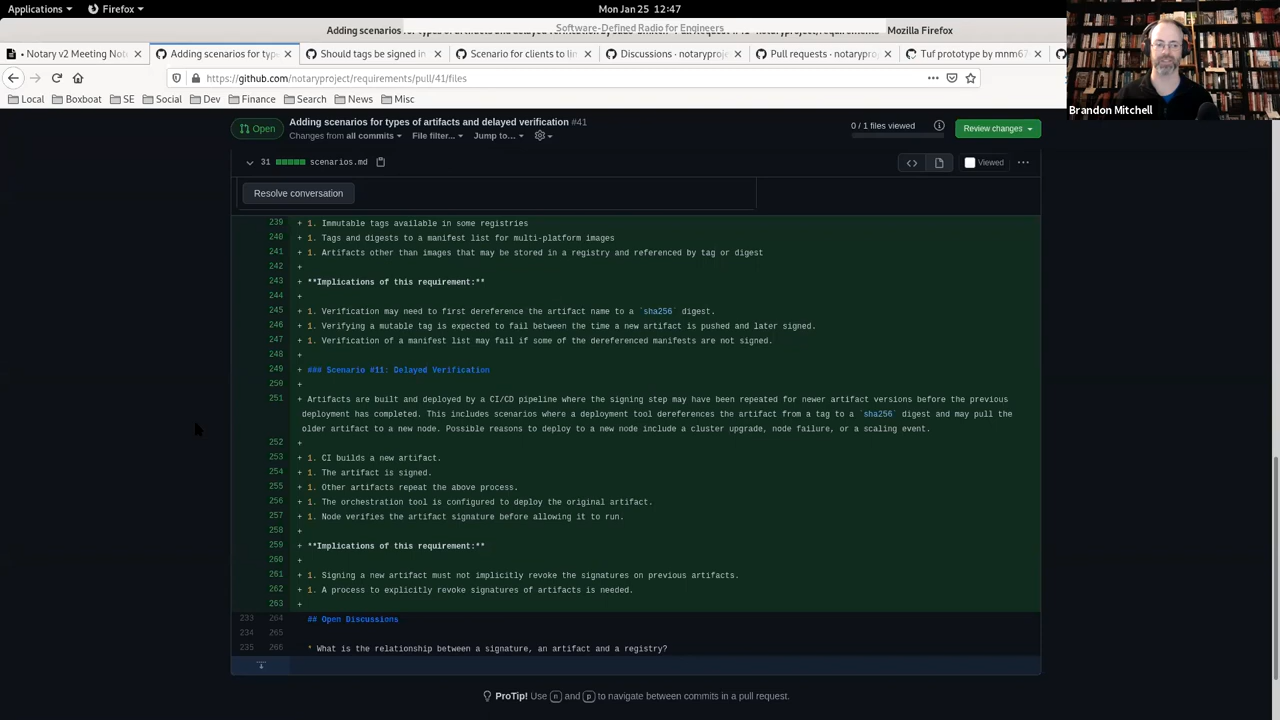 Applications
Firefox
Mon Jan 25 12:47
Software-Defined Radio for Engineers
Mozilla Firefox
Notary v2 Meeting Not
Adding scenarios for type
Should tags be signed in
Scenario for clients to lin
Discussions · notaryproje
Pull requests · notarypro
Tuf prototype by mnm67
https://github.com/notaryproject/requirements/pull/41/files
Local
Boxboat
SE
Social
Dev
Finance
Search
News
Misc
Brandon Mitchell
Open
Adding scenarios for types of artifacts and delayed verification #41
Changes from all commits
File filter...
Jump to...
0 / 1 files viewed
Review changes
31
scenarios.md
Viewed
Resolve conversation
239 + 1. Immutable tags available in some registries
240 + 1. Tags and digests to a manifest list for multi-platform images
241 + 1. Artifacts other than images that may be stored in a registry and referenced by tag or digest
242 +
243 + **Implications of this requirement:**
244 +
245 + 1. Verification may need to first dereference the artifact name to a `sha256` digest.
246 + 1. Verifying a mutable tag is expected to fail between the time a new artifact is pushed and later signed.
247 + 1. Verification of a manifest list may fail if some of the dereferenced manifests are not signed.
248 +
249 + ### Scenario #11: Delayed Verification
250 +
251 + Artifacts are built and deployed by a CI/CD pipeline where the signing step may have been repeated for newer artifact versions before the previous
deployment has completed. This includes scenarios where a deployment tool dereferences the artifact from a tag to a `sha256` digest and may pull the
older artifact to a new node. Possible reasons to deploy to a new node include a cluster upgrade, node failure, or a scaling event.
252 +
253 + 1. CI builds a new artifact.
254 + 1. The artifact is signed.
255 + 1. Other artifacts repeat the above process.
256 + 1. The orchestration tool is configured to deploy the original artifact.
257 + 1. Node verifies the artifact signature before allowing it to run.
258 +
259 + **Implications of this requirement:**
260 +
261 + 1. Signing a new artifact must not implicitly revoke the signatures on previous artifacts.
262 + 1. A process to explicitly revoke signatures of artifacts is needed.
263 +
233 264 ## Open Discussions
234 265
235 266 * What is the relationship between a signature, an artifact and a registry?
ProTip! Use n and p to navigate between commits in a pull request.